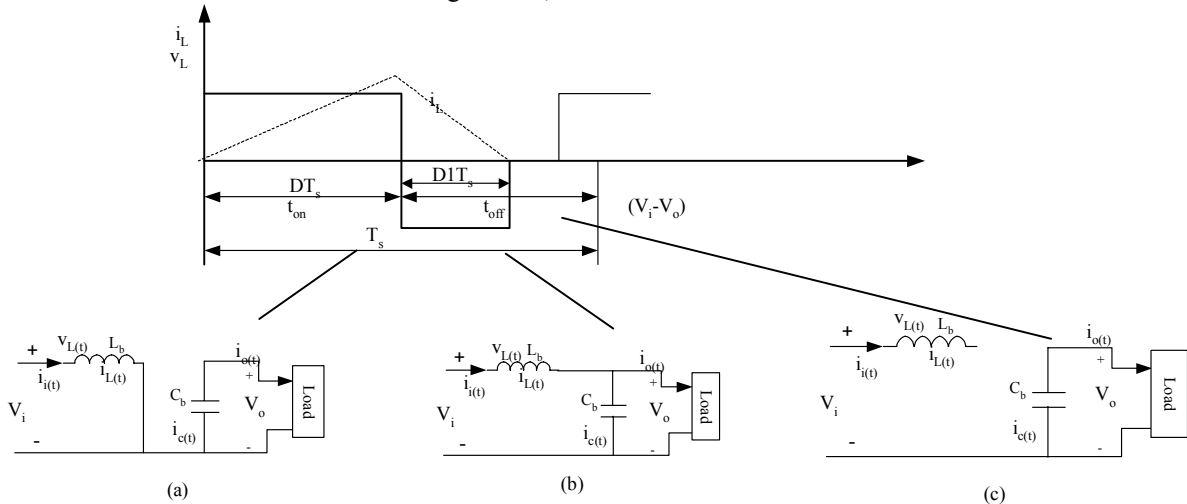 i_L
v_L
i_L
DT_s
D1T_s
t_on
t_off
(V_i-V_o)
T_s
+
v_L(t)
L_b
i_i(t)
i_L(t)
i_o(t)
+
V_i
C_b
V_o
Load
i_c(t)
-
-
(a)
+
v_L(t)
L_b
i_i(t)
i_L(t)
i_o(t)
+
V_i
C_b
V_o
Load
i_c(t)
-
-
(b)
+
v_L(t)
L_b
i_i(t)
i_L(t)
i_o(t)
+
V_i
C_b
V_o
Load
i_c(t)
-
-
(c)